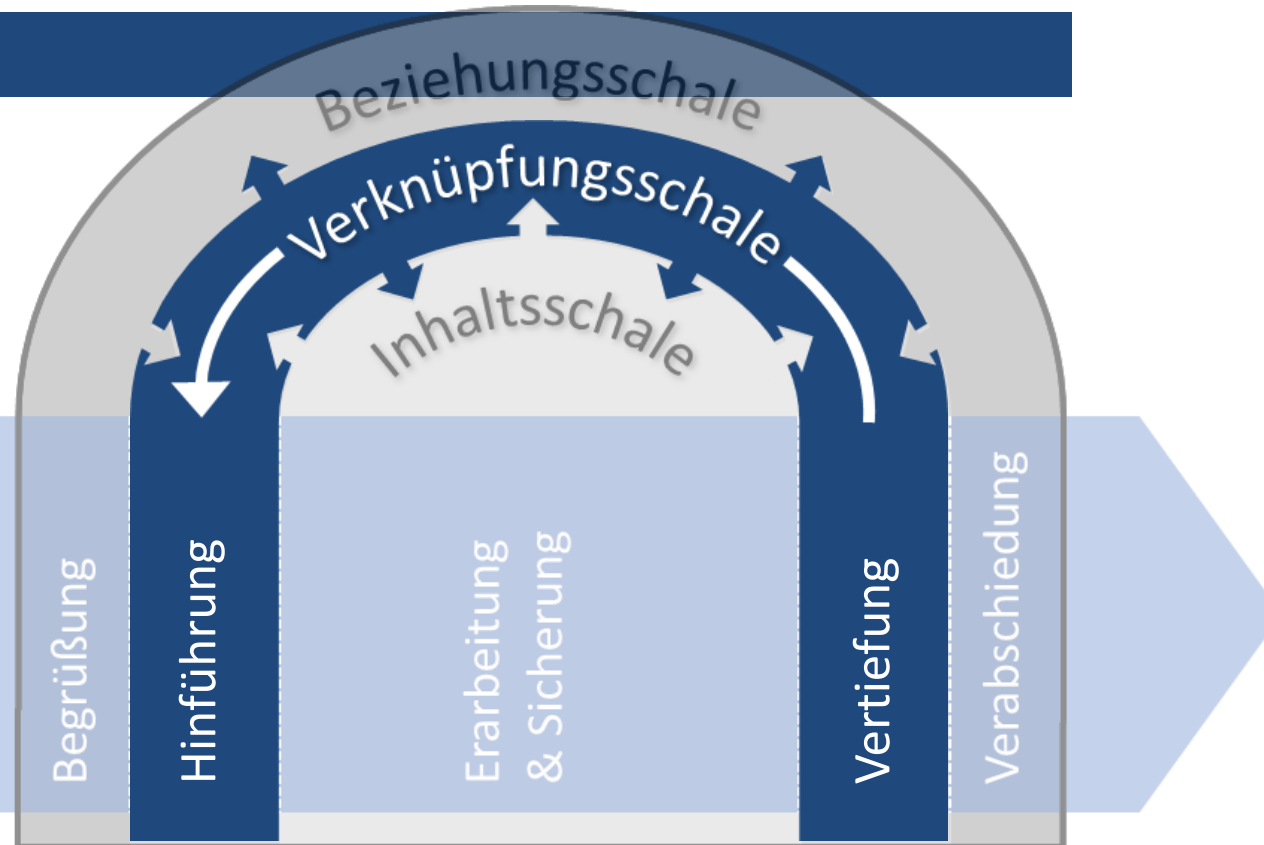 Beziehungsschale
Verknüpfungsschale
Inhaltsschale
Begrüßung
Hinführung
Erarbeitung
& Sicherung
Vertiefung
Verabschiedung